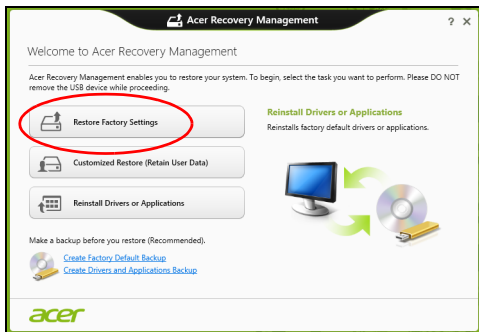 Acer Recovery Management
? ×
Welcome to Acer Recovery Management
Acer Recovery Management enables you to restore your system. To begin, select the task you want to perform. Please DO NOT
remove the USB device while proceeding.
Restore Factory Settings
Customized Restore (Retain User Data)
Reinstall Drivers or Applications
Reinstall Drivers or Applications
Reinstalls factory default drivers or applications.
Make a backup before you restore (Recommended).
Create Factory Default Backup
Create Drivers and Applications Backup
acer